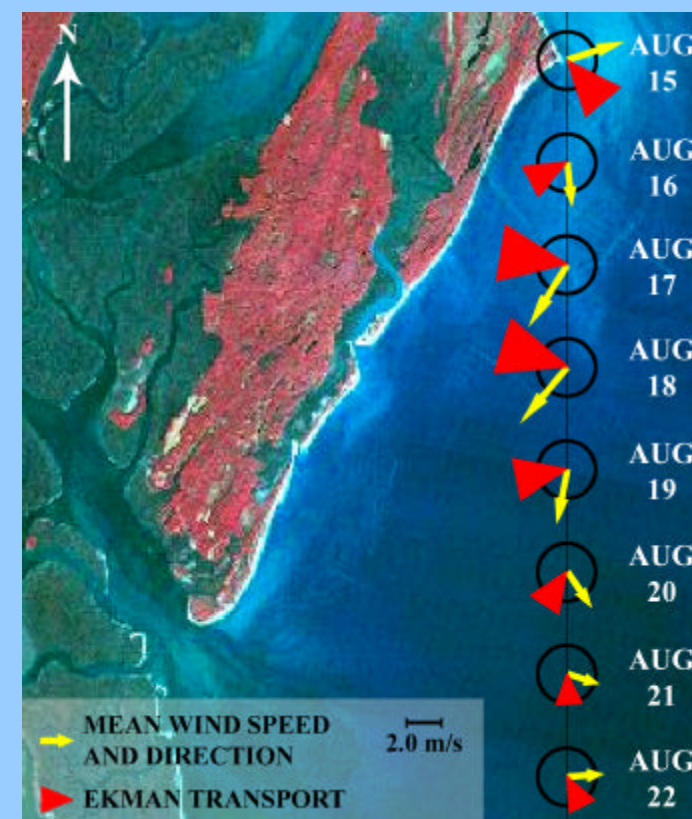 N
AUG
15
AUG
16
AUG
17
AUG
18
AUG
19
AUG
20
AUG
21
AUG
22
MEAN WIND SPEED
AND DIRECTION
2.0 m/s
EKMAN TRANSPORT